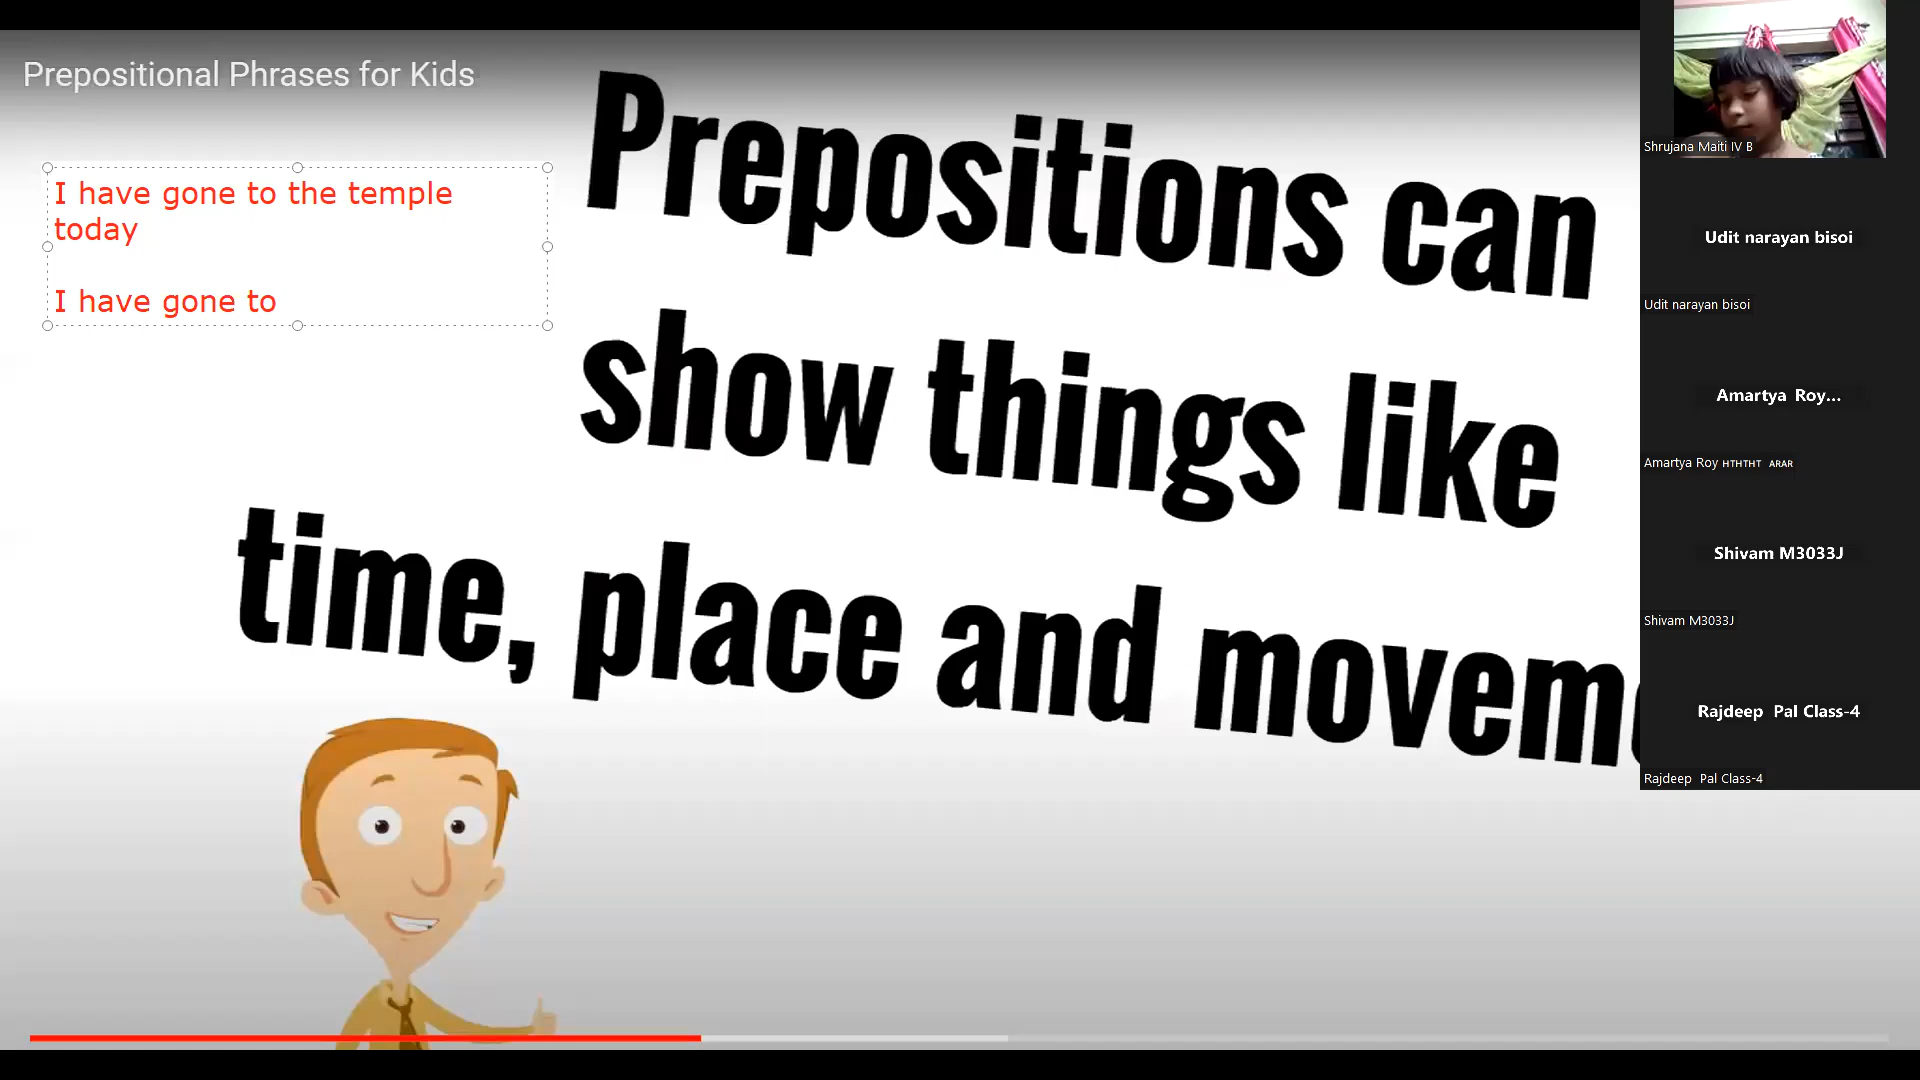 Prepositional Phrases for Kids
I have gone to the temple
today
I have gone to
Prepositions can
show things like
time, place and movem
Shrujana Maiti IV B
Udit narayan bisoi
Udit narayan bisoi
Amartya Roy...
Amartya Roy ʜᴛʜᴛʜᴛ ᴀʀᴀʀ
Shivam M3033J
Shivam M3033J
Rajdeep Pal Class-4
Rajdeep Pal Class-4